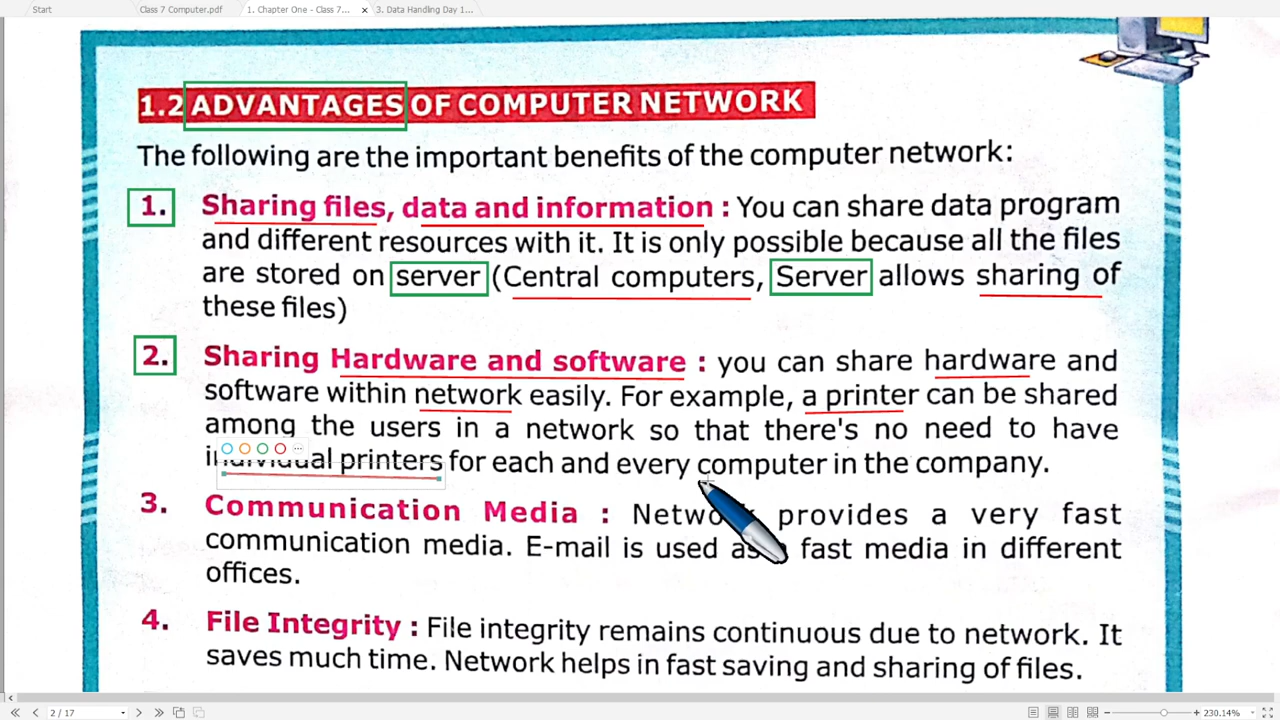 Start
Class 7 Computer.pdf
1. Chapter One - Class 7...
3. Data Handling Day 1...
1.2 ADVANTAGES OF COMPUTER NETWORK
The following are the important benefits of the computer network:
1. Sharing files, data and information : You can share data program
and different resources with it. It is only possible because all the files
are stored on server (Central computers, Server allows sharing of
these files)
2. Sharing Hardware and software : you can share hardware and
software within network easily. For example, a printer can be shared
among the users in a network so that there's no need to have
individual printers for each and every computer in the company.
3. Communication Media : Network provides a very fast
communication media. E-mail is used as fast media in different
offices.
4. File Integrity : File integrity remains continuous due to network. It
saves much time. Network helps in fast saving and sharing of files.
2 / 17
230.14%